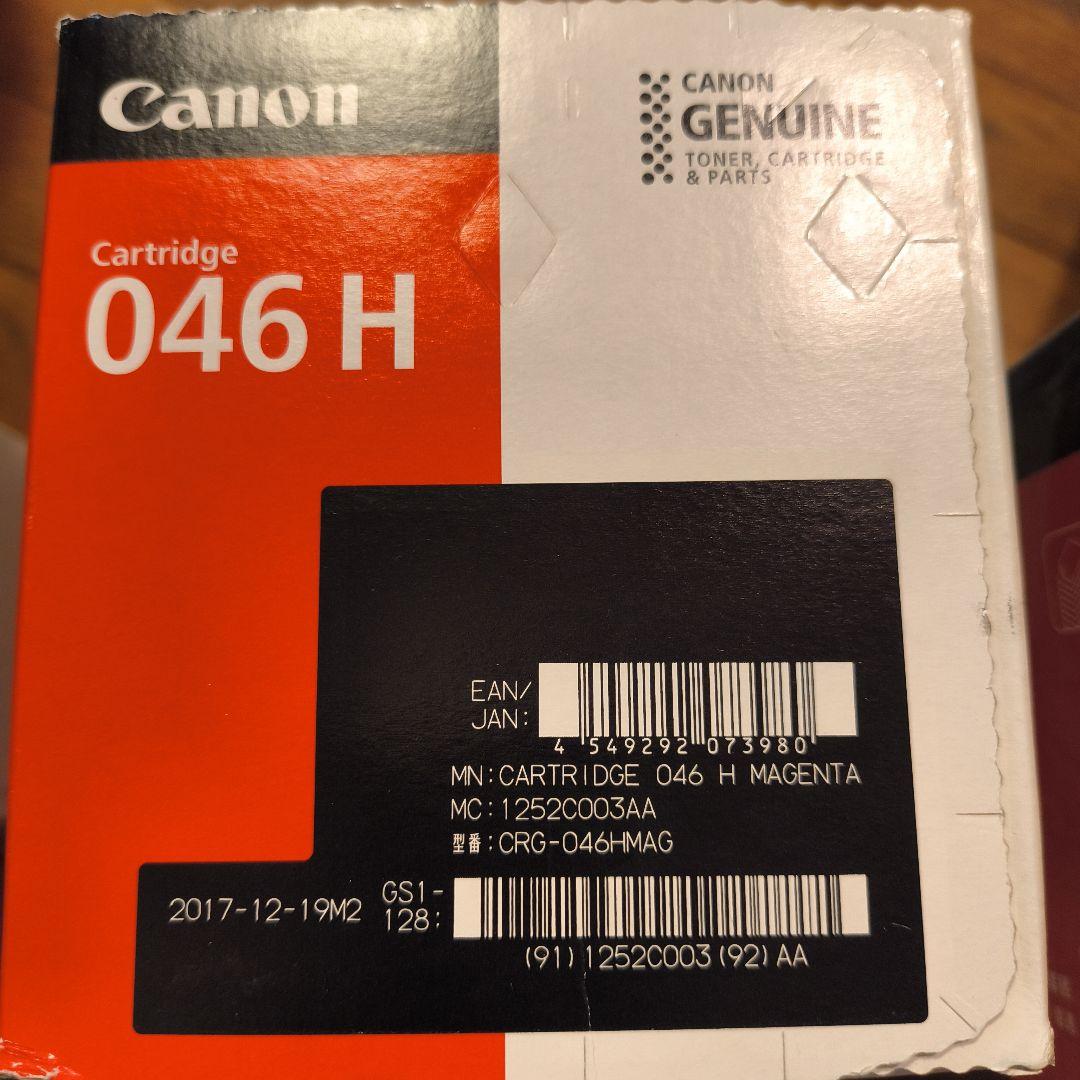 Canon
CANON
GENUINE
TONER, CARTRIDGE
& PARTS
Cartridge
046 H
EAN/
JAN:
4 549292 073980
MN:CARTRIDGE 046 H MAGENTA
MC:1252C003AA
型番:CRG-046HMAG
2017-12-19M2
GS1-
128:
(91)1252C003(92)AA